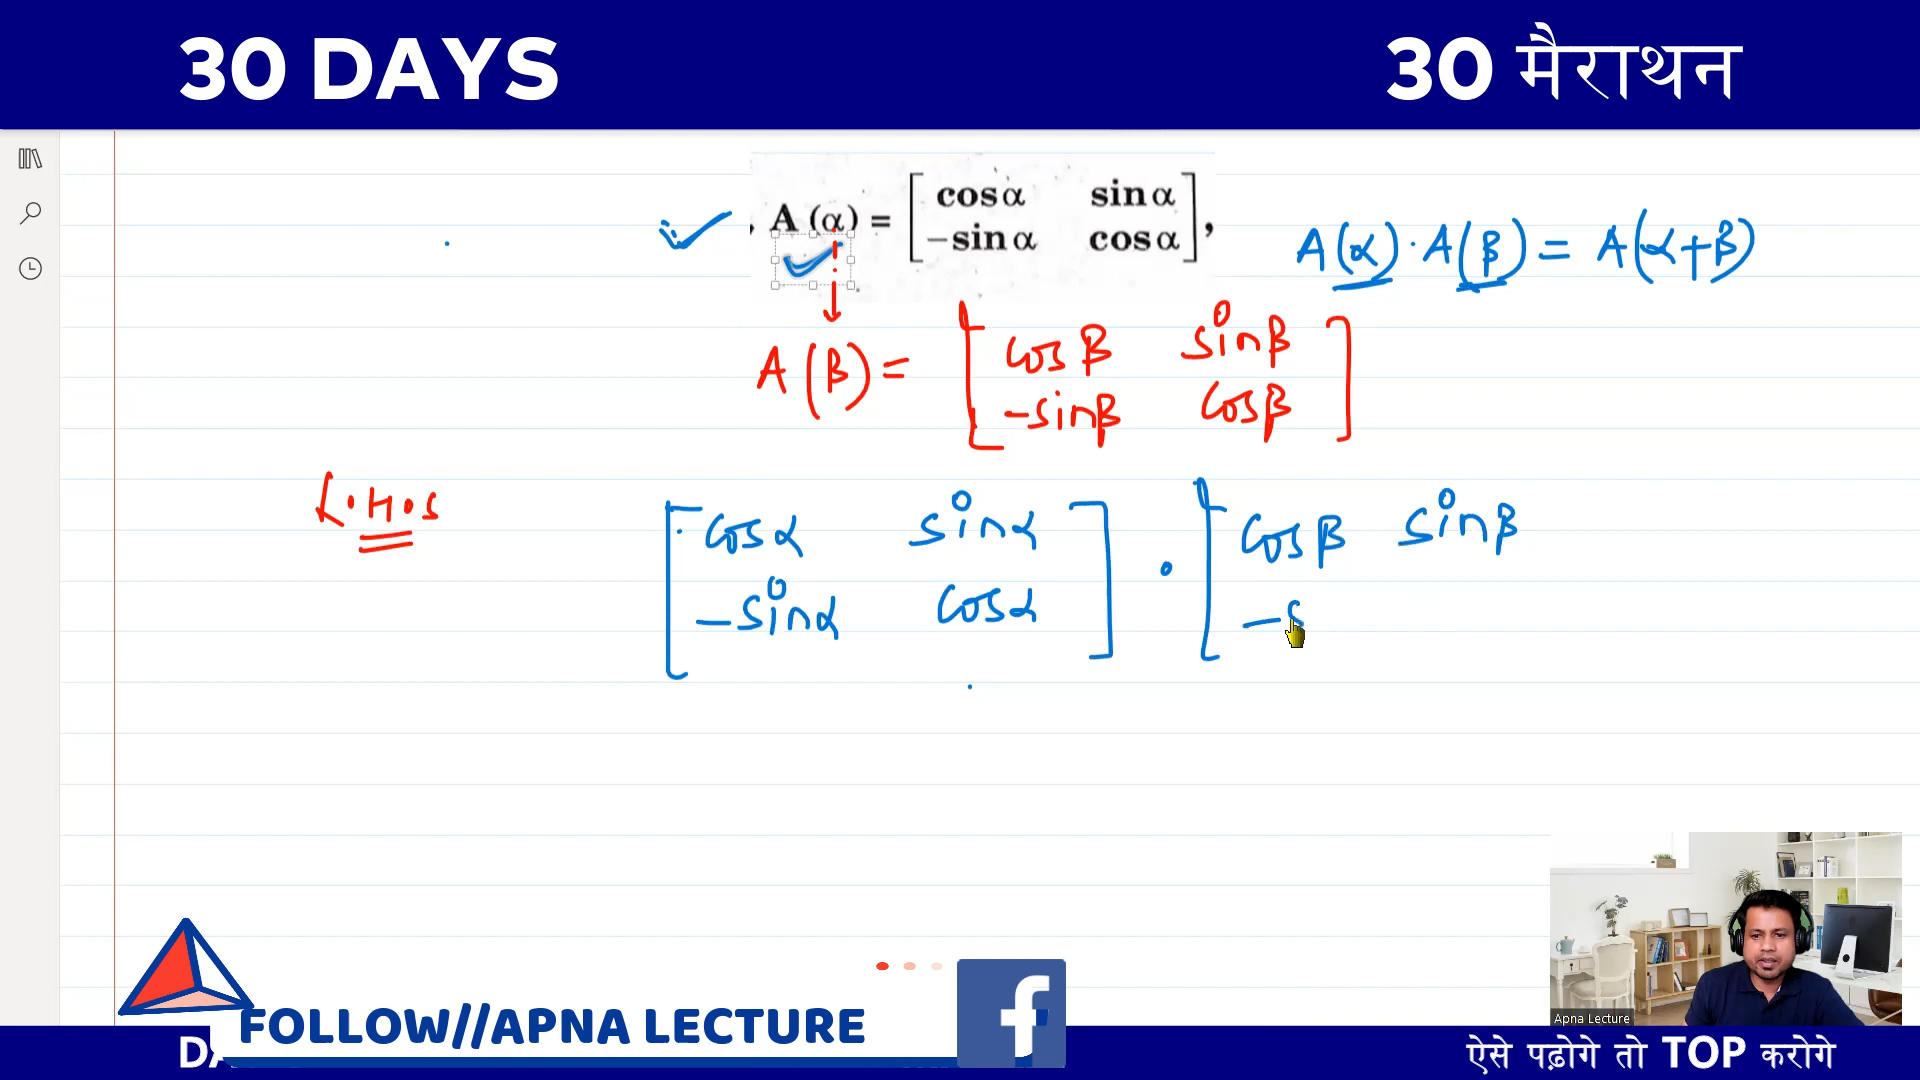 30 DAYS
30 मैराथन
A (α) = [ cos α sin α
−sin α cos α ] ,
A(α) · A(β) = A(α+β)
A(β) = [ cos β sin β
−sin β cos β ]
L.H.S
[ cos α sin α
−sin α cos α ] · [ cos β sin β
−s
Apna Lecture
FOLLOW//APNA LECTURE
f
ऐसे पढ़ोगे तो TOP करोगे